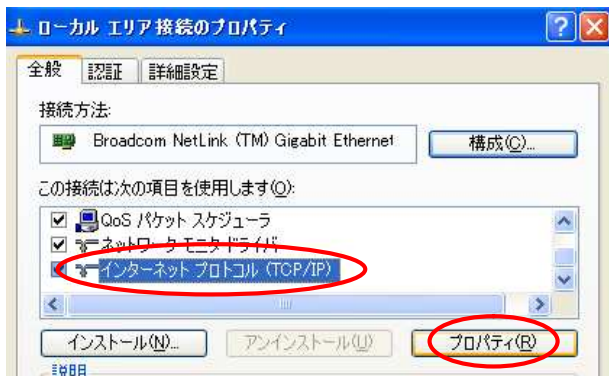 ローカル エリア接続のプロパティ
全般 認証 詳細設定
接続方法:
Broadcom NetLink (TM) Gigabit Ethernet
構成(C)...
この接続は次の項目を使用します(O):
QoS パケット スケジューラ
ネットワーク モニタ ドライバ
インターネット プロトコル (TCP/IP)
インストール(N)... アンインストール(U) プロパティ(R)
説明